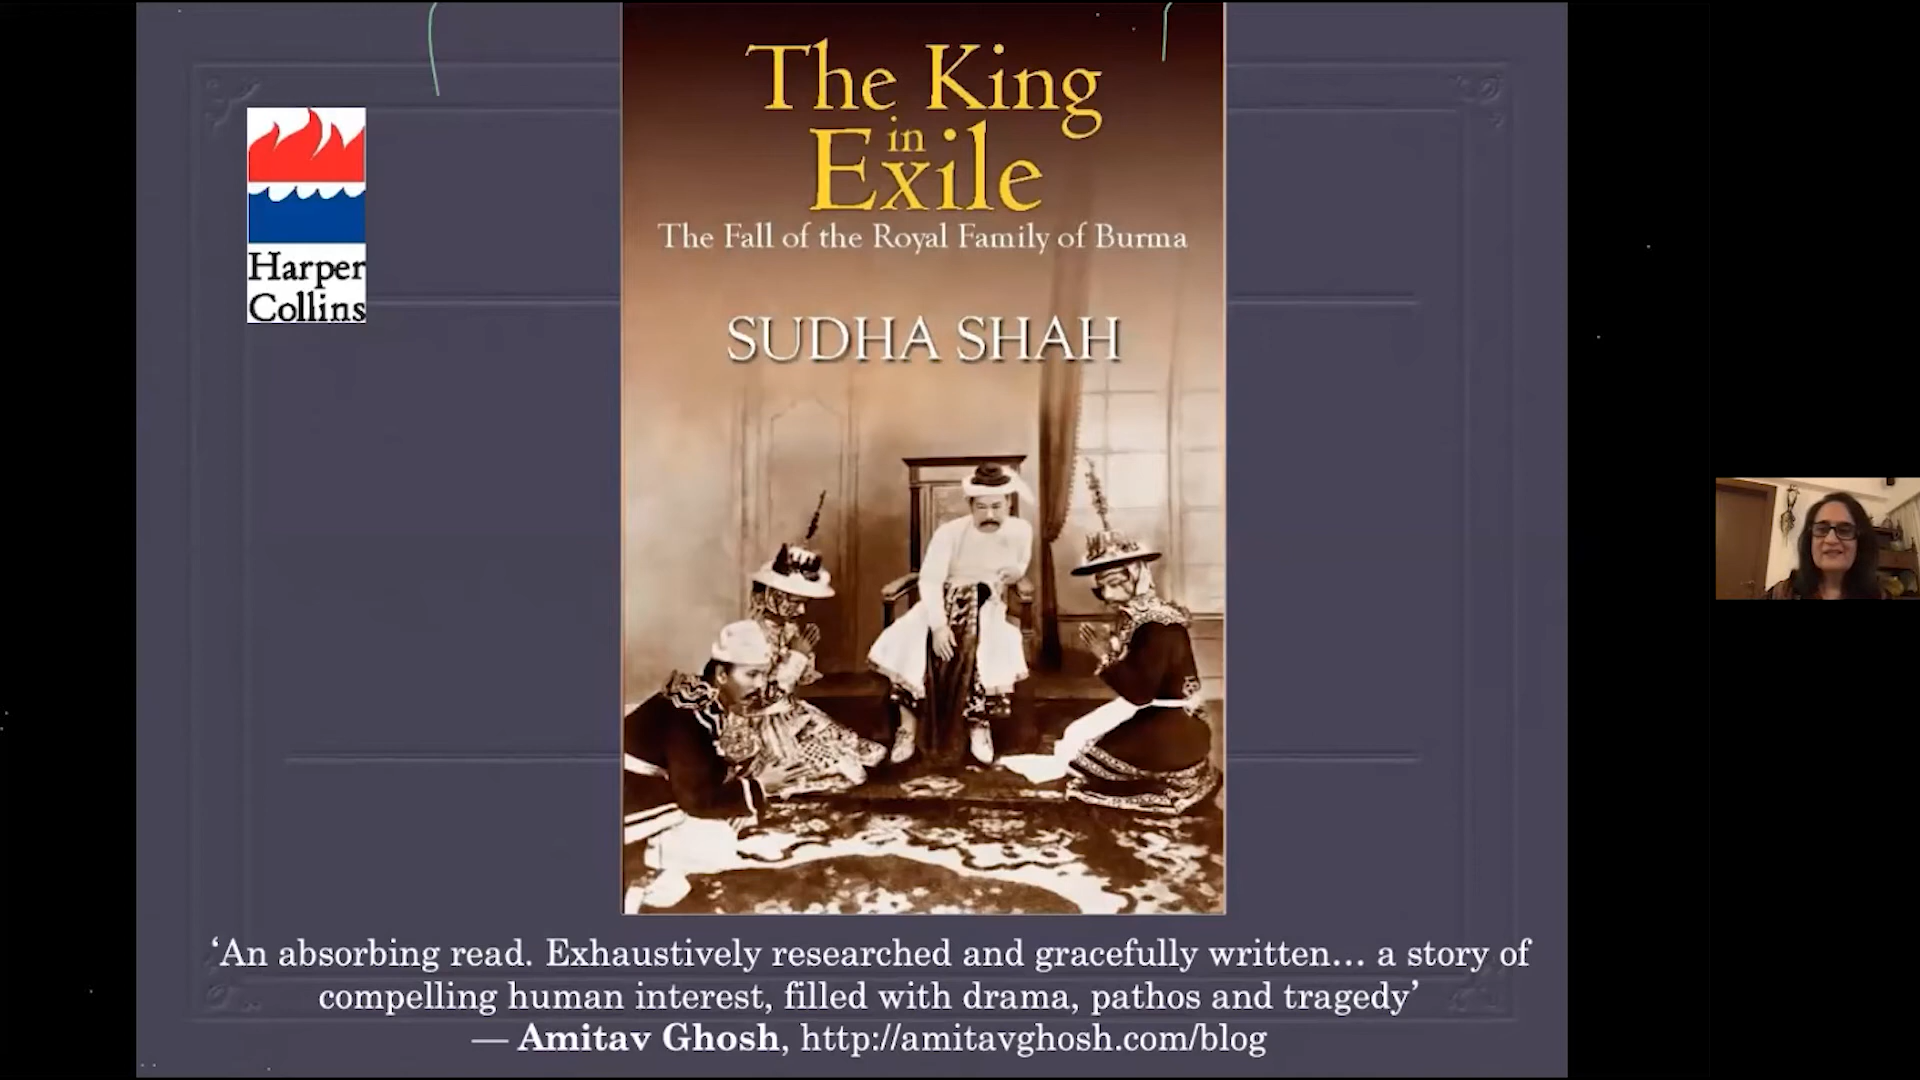 Harper
Collins
The King
in
Exile
The Fall of the Royal Family of Burma
SUDHA SHAH
‘An absorbing read. Exhaustively researched and gracefully written… a story of
compelling human interest, filled with drama, pathos and tragedy’
— Amitav Ghosh, http://amitavghosh.com/blog